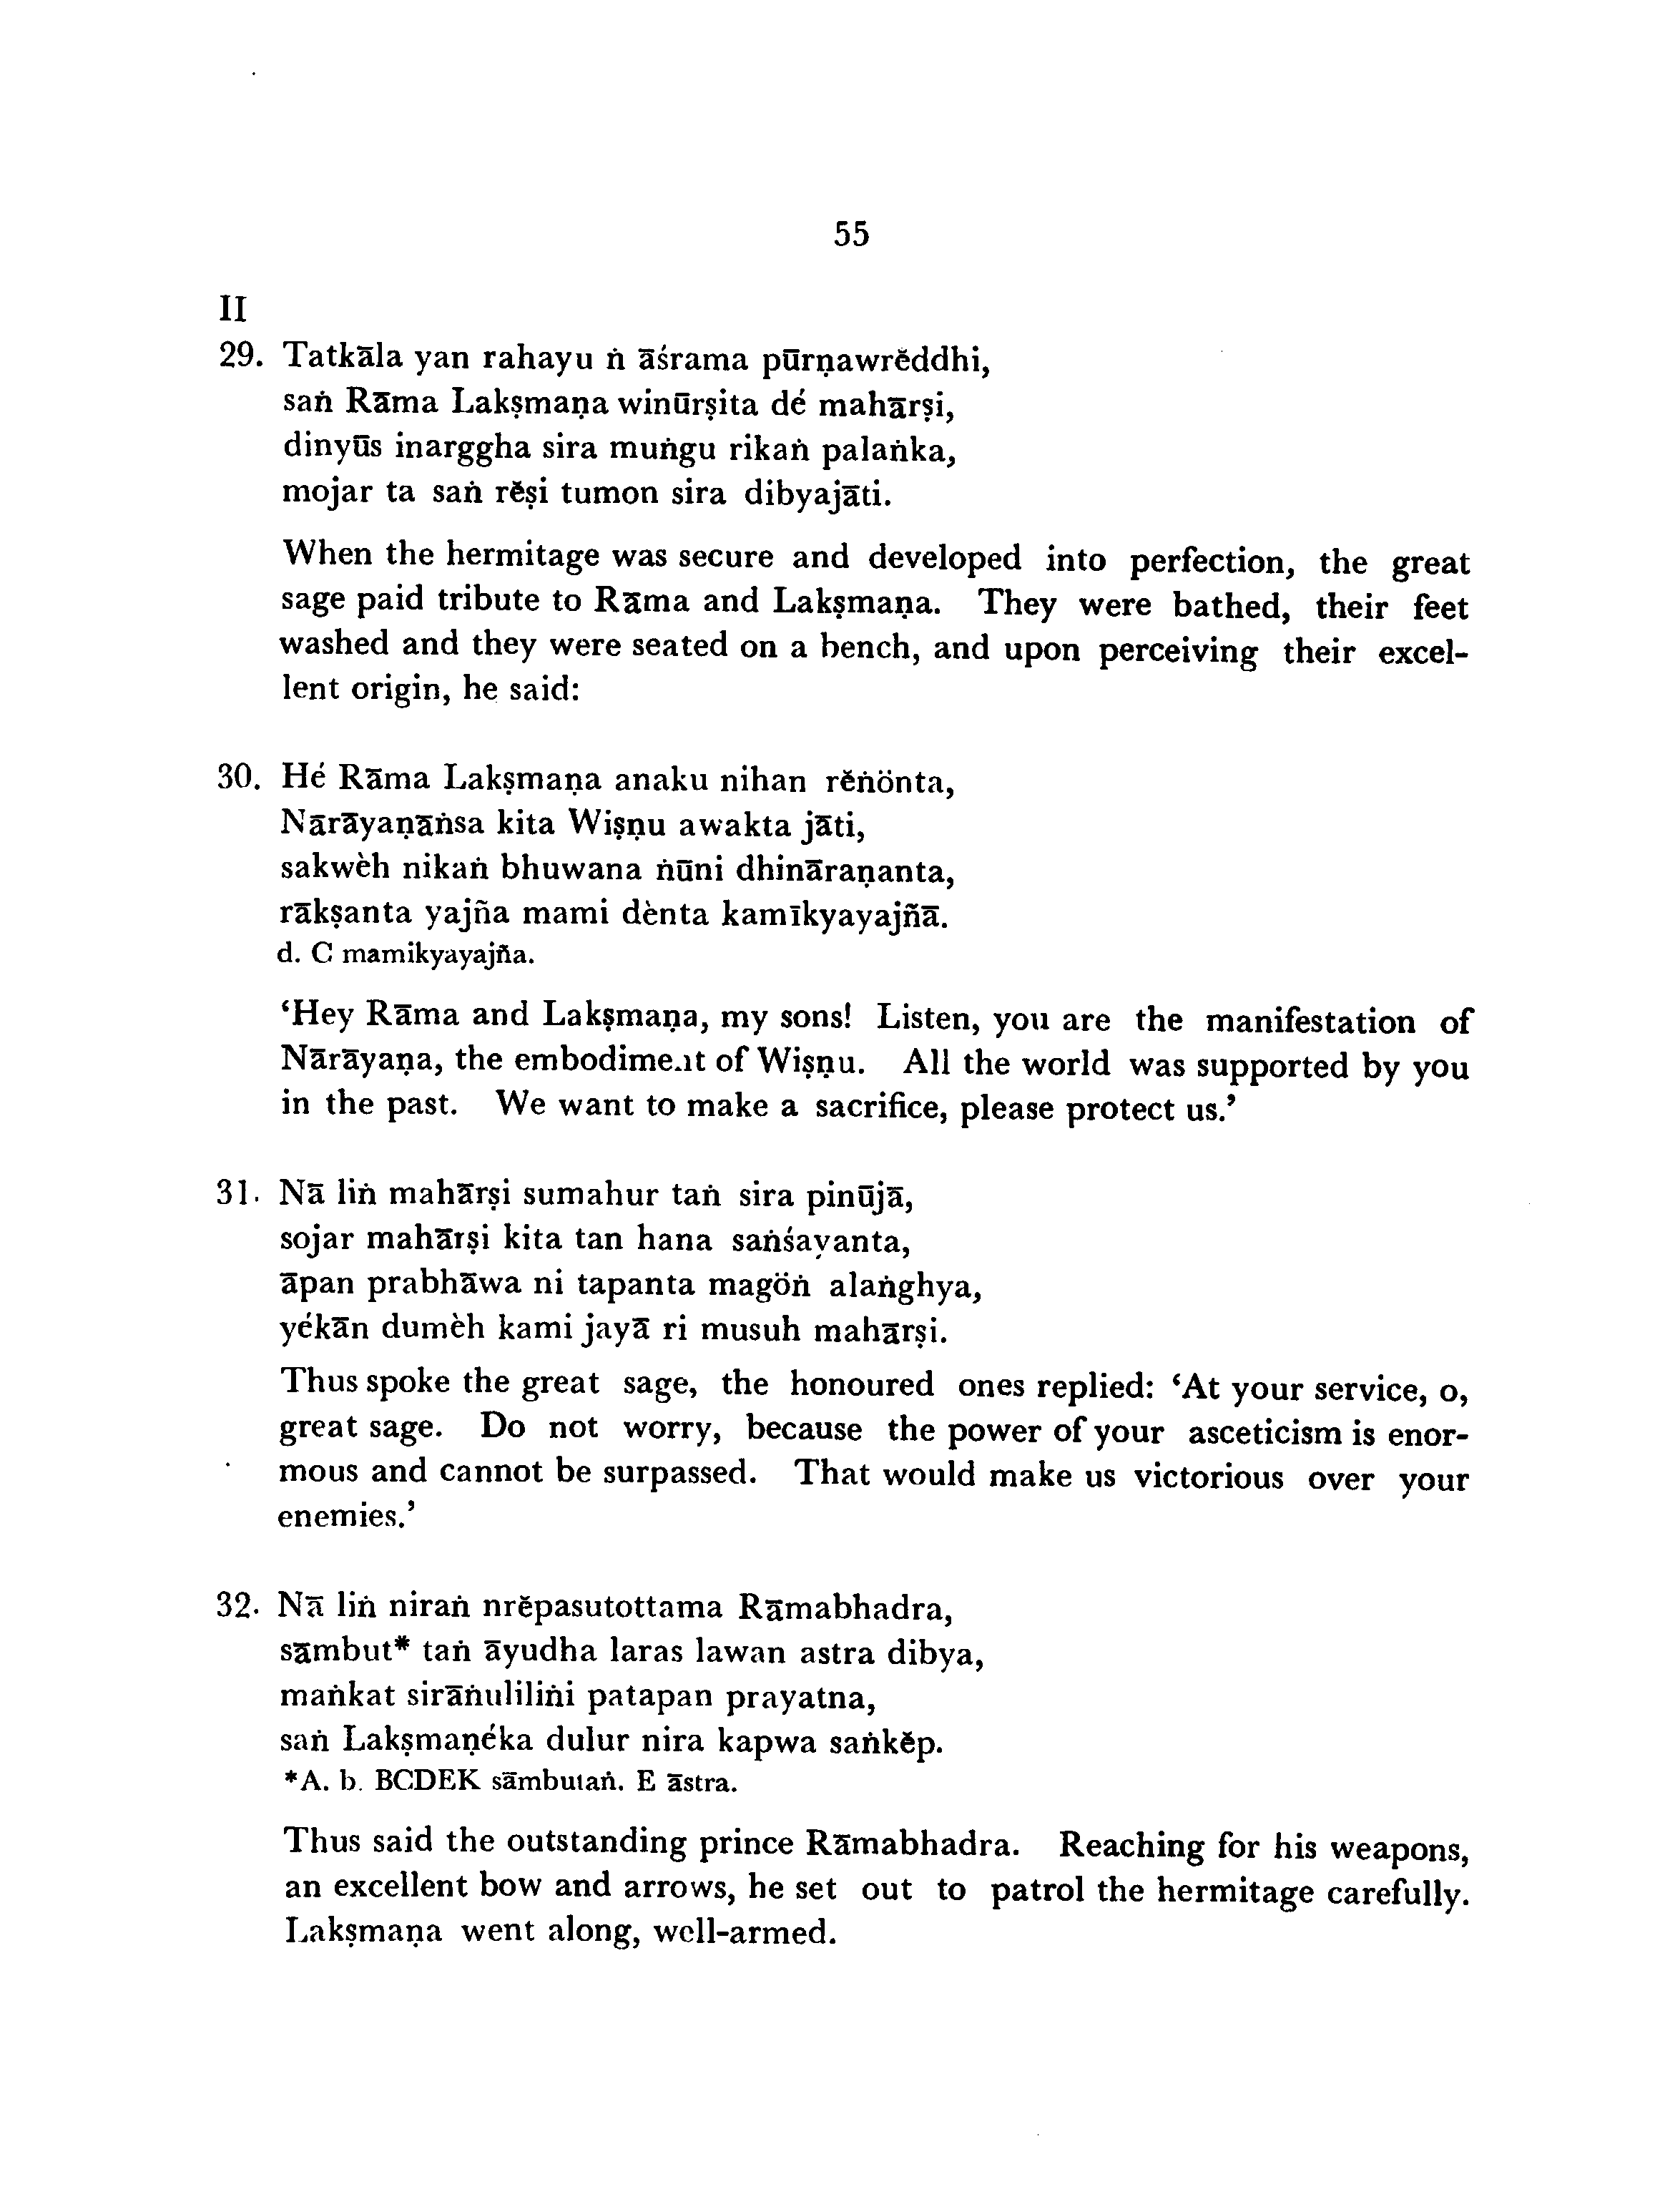 55
II
29. Tatkāla yan rahayu ṅ āśrama pūrṇawrĕddhi,
saṅ Rāma Lakṣmaṇa winūrṣita dé mahārṣi,
dinyūs inarggha sira muṅgu rikaṅ palaṅka,
mojar ta saṅ rĕṣi tumon sira dibyajāti.
When the hermitage was secure and developed into perfection, the great
sage paid tribute to Rāma and Lakṣmaṇa. They were bathed, their feet
washed and they were seated on a bench, and upon perceiving their excel-
lent origin, he said:
30. Hé Rāma Lakṣmaṇa anaku nihan rĕṅönta,
Nārāyaṇāṅsa kita Wiṣṇu awakta jāti,
sakwèh nikaṅ bhuwana ṅūni dhināraṇanta,
rākṣanta yajña mami dènta kamīkyayajñā.
d. C mamikyayajña.
‘Hey Rāma and Lakṣmaṇa, my sons! Listen, you are the manifestation of
Nārāyaṇa, the embodiment of Wiṣṇu. All the world was supported by you
in the past. We want to make a sacrifice, please protect us.’
31. Nā liṅ mahārṣi sumahur taṅ sira pinūjā,
sojar mahārṣi kita tan hana saṅśayanta,
āpan prabhāwa ni tapanta magöṅ alaṅghya,
yékān dumèh kami jayā ri musuh mahārṣi.
Thus spoke the great sage, the honoured ones replied: ‘At your service, o,
great sage. Do not worry, because the power of your asceticism is enor-
mous and cannot be surpassed. That would make us victorious over your
enemies.’
32. Nā liṅ niraṅ nrĕpasutottama Rāmabhadra,
sāmbut* taṅ āyudha laras lawan astra dibya,
maṅkat sirāṅuliliṅi patapan prayatna,
saṅ Lakṣmaṇéka dulur nira kapwa saṅkĕp.
*A. b. BCDEK sāmbutaṅ. E āstra.
Thus said the outstanding prince Rāmabhadra. Reaching for his weapons,
an excellent bow and arrows, he set out to patrol the hermitage carefully.
Lakṣmaṇa went along, well-armed.